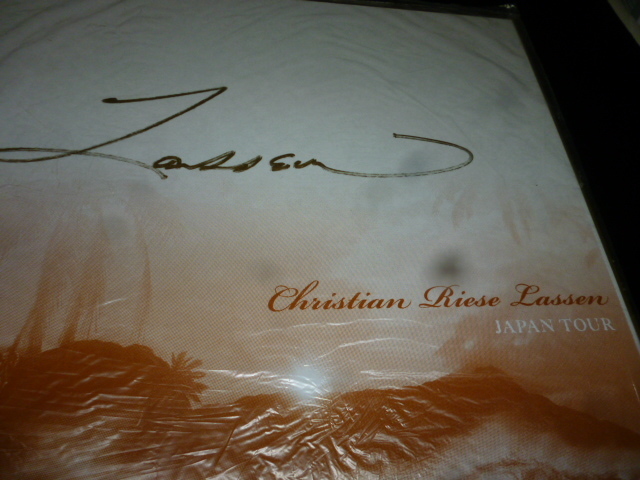 Lassen
Christian Riese Lassen
JAPAN TOUR